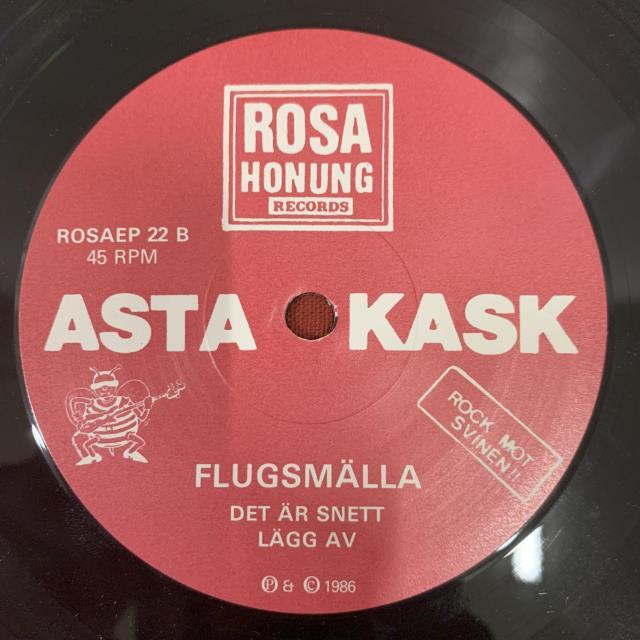 ROSA
HONUNG
RECORDS
ROSAEP 22 B
45 RPM
ASTA KASK
ROCK MOT
SVINEN!!
FLUGSMÄLLA
DET ÄR SNETT
LÄGG AV
Ⓟ & © 1986